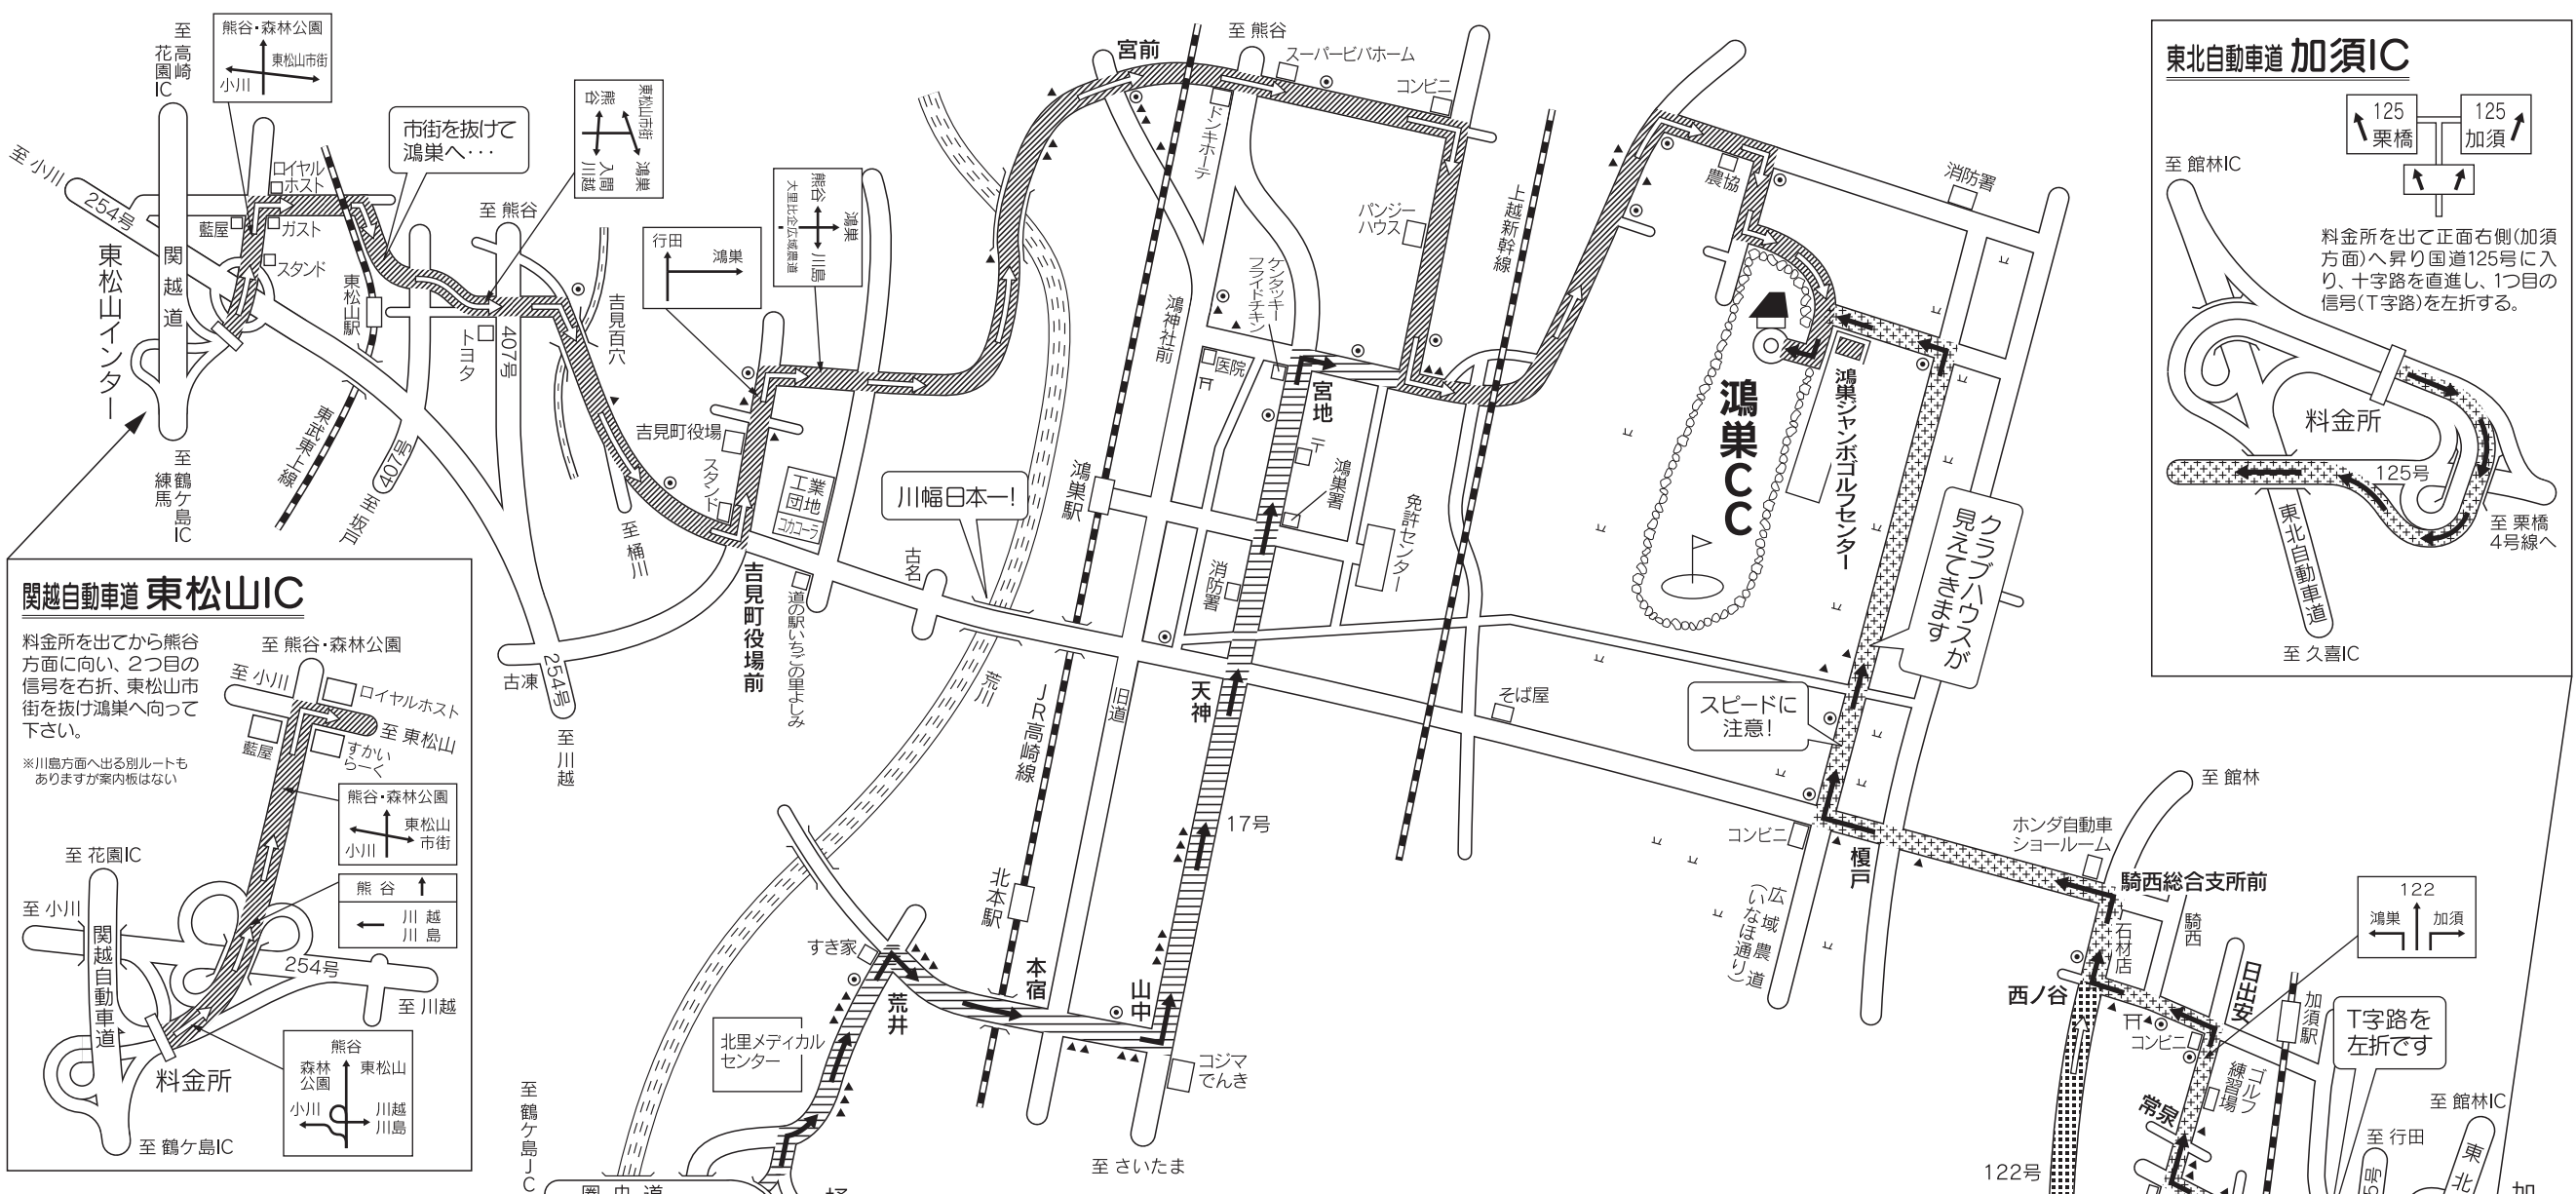 至 高崎
花園IC
熊谷・森林公園
東松山市街
小川
至 小川
254号
東松山インター
関越道
至 鶴ケ島IC
練馬
ロイヤル
ホスト
藍屋
ガスト
スタンド
市街を抜けて
鴻巣へ・・・
東松山駅
東武東上線
407号
至 坂戸
至 熊谷
トヨタ
407号
熊谷
東松山市街
入間
川越
鴻巣
吉見百穴
至 桶川
行田
鴻巣
熊谷
鴻巣
川島
大里比企広域農道
吉見町役場
スタンド
工業
団地
コカコーラ
吉見町役場前
道の駅いちごの里よしみ
古凍
254号
至 川越
古名
川幅日本一!
荒川
宮前
至 熊谷
スーパービバホーム
コンビニ
ドンキホーテ
パンジー
ハウス
上越新幹線
鴻神社前
ケンタッキー
フライドチキン
医院
宮地
鴻巣駅
鴻巣署
免許センター
消防署
天神
JR高崎線
旧道
17号
そば屋
農協
消防署
鴻巣CC
鴻巣ジャンボゴルフセンター
クラブハウスが
見えてきます
スピードに
注意!
コンビニ
榎戸
広域農道
(いなほ通り)
ホンダ自動車
ショールーム
至 館林
騎西総合支所前
石材店
騎西
西ノ谷
コンビニ
日出安
加須駅
122
鴻巣
加須
T字路を
左折です
ゴルフ
練習場
常泉
122号
至 館林IC
至 行田
東北
加
北本駅
すき家
荒井
本宿
山中
北里メディカル
センター
コジマ
でんき
至 さいたま
至 鶴ケ島JC
圏央道
関越自動車道 東松山IC
料金所を出てから熊谷
方面に向い、2つ目の
信号を右折、東松山市
街を抜け鴻巣へ向って
下さい。
※川島方面へ出る別ルートも
ありますが案内板はない
至 熊谷・森林公園
至 小川
ロイヤルホスト
至 東松山
藍屋
すかい
らーく
熊谷・森林公園
東松山
市街
小川
熊 谷
川 越
川 島
至 花園IC
至 小川
関越自動車道
254号
至 川越
料金所
至 鶴ケ島IC
熊谷
森林
公園
東松山
小川
川越
川島
東北自動車道 加須IC
125
栗橋
125
加須
至 館林IC
料金所を出て正面右側(加須
方面)へ昇り国道125号に入
り、十字路を直進し、1つ目の
信号(T字路)を左折する。
料金所
125号
至 栗橋
4号線へ
東北自動車道
至 久喜IC